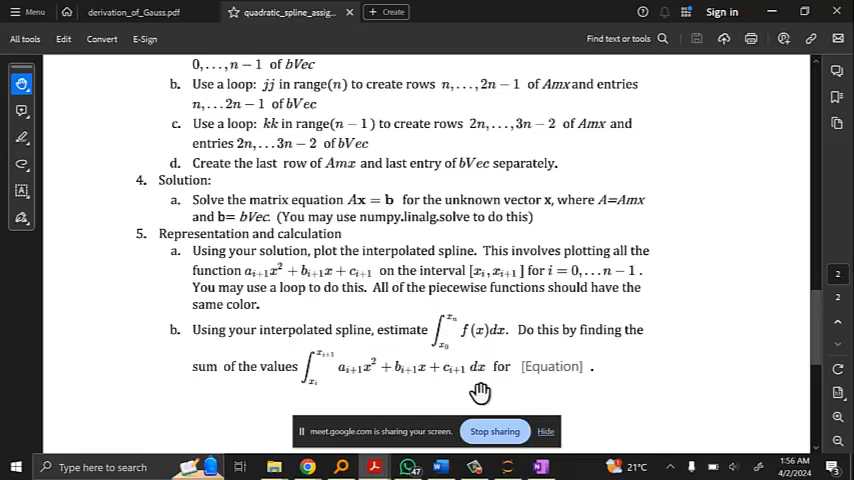 Menu
derivation_of_Gauss.pdf
quadratic_spline_assig...
Create
Sign in
All tools
Edit
Convert
E-Sign
Find text or tools
0, … , n − 1 of bVec
b. Use a loop: jj in range(n) to create rows n, … , 2n − 1 of Amx and entries
n, … 2n − 1 of bVec
c. Use a loop: kk in range(n − 1) to create rows 2n, … , 3n − 2 of Amx and
entries 2n, … 3n − 2 of bVec
d. Create the last row of Amx and last entry of bVec separately.
4. Solution:
a. Solve the matrix equation Ax = b for the unknown vector x, where A=Amx
and b= bVec. (You may use numpy.linalg.solve to do this)
5. Representation and calculation
a. Using your solution, plot the interpolated spline. This involves plotting all the
function a_{i+1}x² + b_{i+1}x + c_{i+1} on the interval [x_i, x_{i+1}] for i = 0, … n − 1 .
You may use a loop to do this. All of the piecewise functions should have the
same color.
b. Using your interpolated spline, estimate ∫_{x_0}^{x_n} f(x)dx. Do this by finding the
sum of the values ∫_{x_i}^{x_{i+1}} a_{i+1}x² + b_{i+1}x + c_{i+1} dx for [Equation] .
2
2
meet.google.com is sharing your screen.
Stop sharing
Hide
Type here to search
47
21°C
1:56 AM
4/2/2024
3